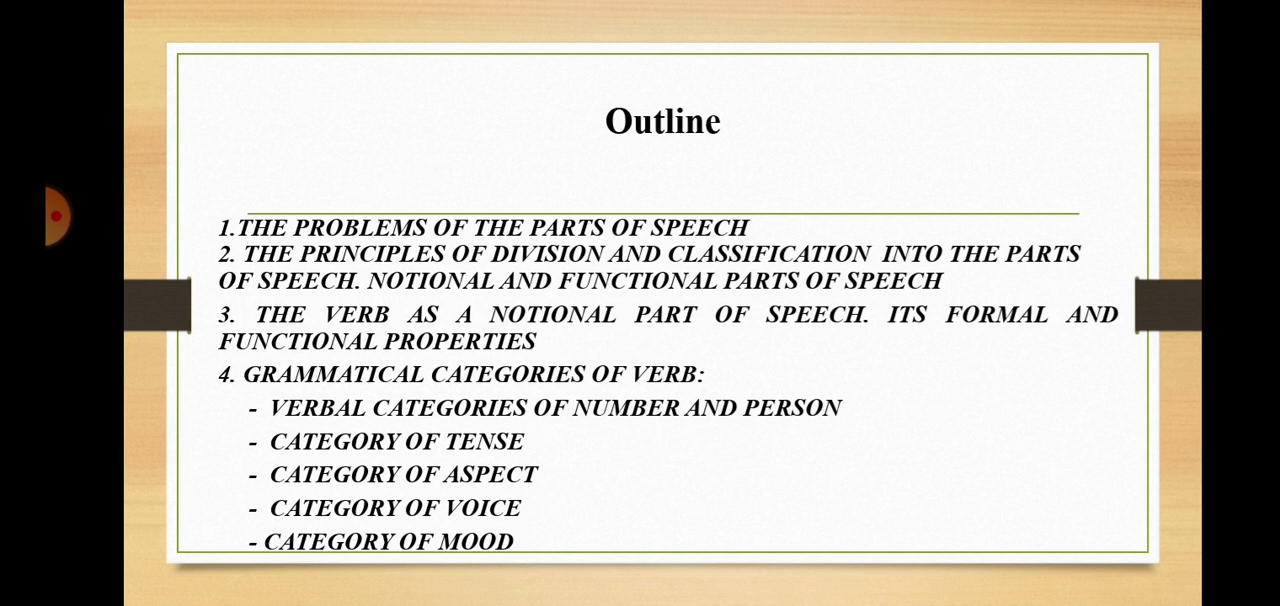 Outline
1.THE PROBLEMS OF THE PARTS OF SPEECH
2. THE PRINCIPLES OF DIVISION AND CLASSIFICATION INTO THE PARTS
OF SPEECH. NOTIONAL AND FUNCTIONAL PARTS OF SPEECH
3. THE VERB AS A NOTIONAL PART OF SPEECH. ITS FORMAL AND
FUNCTIONAL PROPERTIES
4. GRAMMATICAL CATEGORIES OF VERB:
- VERBAL CATEGORIES OF NUMBER AND PERSON
- CATEGORY OF TENSE
- CATEGORY OF ASPECT
- CATEGORY OF VOICE
- CATEGORY OF MOOD